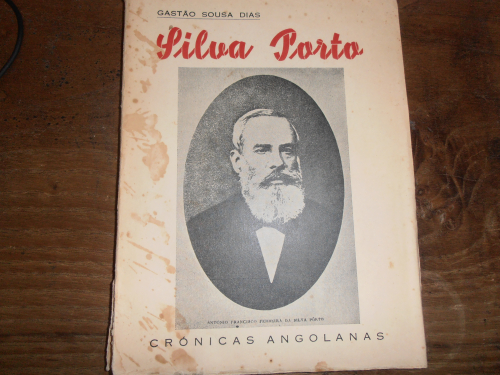 GASTÃO SOUSA DIAS
Silva Porto
ANTONIO FRANCISCO FERREIRA DA SILVA PORTO
CRÓNICAS ANGOLANAS